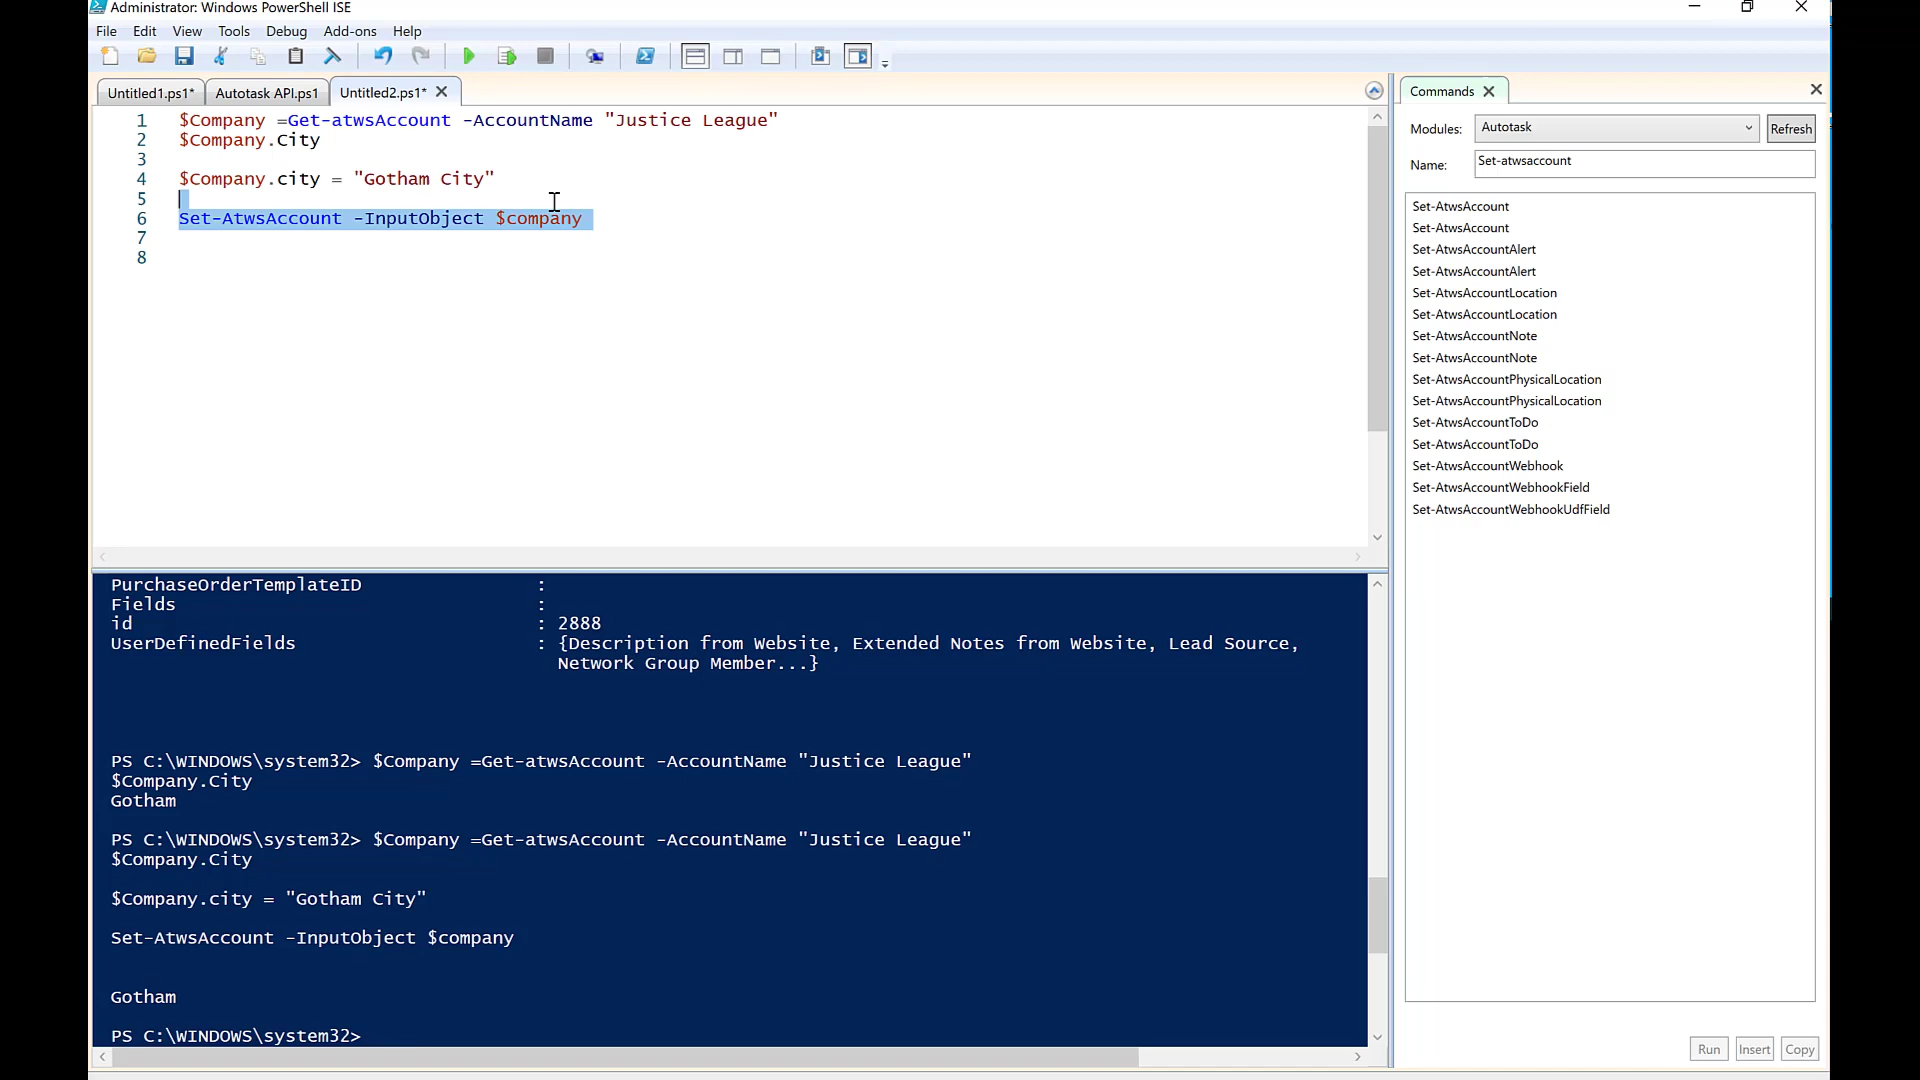 Administrator: Windows PowerShell ISE
File Edit View Tools Debug Add-ons Help
Untitled1.ps1* Autotask API.ps1 Untitled2.ps1*
1 $Company =Get-atwsAccount -AccountName "Justice League"
2 $Company.City
3
4 $Company.city = "Gotham City"
5
6 Set-AtwsAccount -InputObject $company
7
8
PurchaseOrderTemplateID :
Fields :
id : 2888
UserDefinedFields : {Description from Website, Extended Notes from Website, Lead Source,
Network Group Member...}
PS C:\WINDOWS\system32> $Company =Get-atwsAccount -AccountName "Justice League"
$Company.City
Gotham
PS C:\WINDOWS\system32> $Company =Get-atwsAccount -AccountName "Justice League"
$Company.City
$Company.city = "Gotham City"
Set-AtwsAccount -InputObject $company
Gotham
PS C:\WINDOWS\system32>
Commands
Modules: Autotask Refresh
Name: Set-atwsaccount
Set-AtwsAccount
Set-AtwsAccount
Set-AtwsAccountAlert
Set-AtwsAccountAlert
Set-AtwsAccountLocation
Set-AtwsAccountLocation
Set-AtwsAccountNote
Set-AtwsAccountNote
Set-AtwsAccountPhysicalLocation
Set-AtwsAccountPhysicalLocation
Set-AtwsAccountToDo
Set-AtwsAccountToDo
Set-AtwsAccountWebhook
Set-AtwsAccountWebhookField
Set-AtwsAccountWebhookUdfField
Run Insert Copy